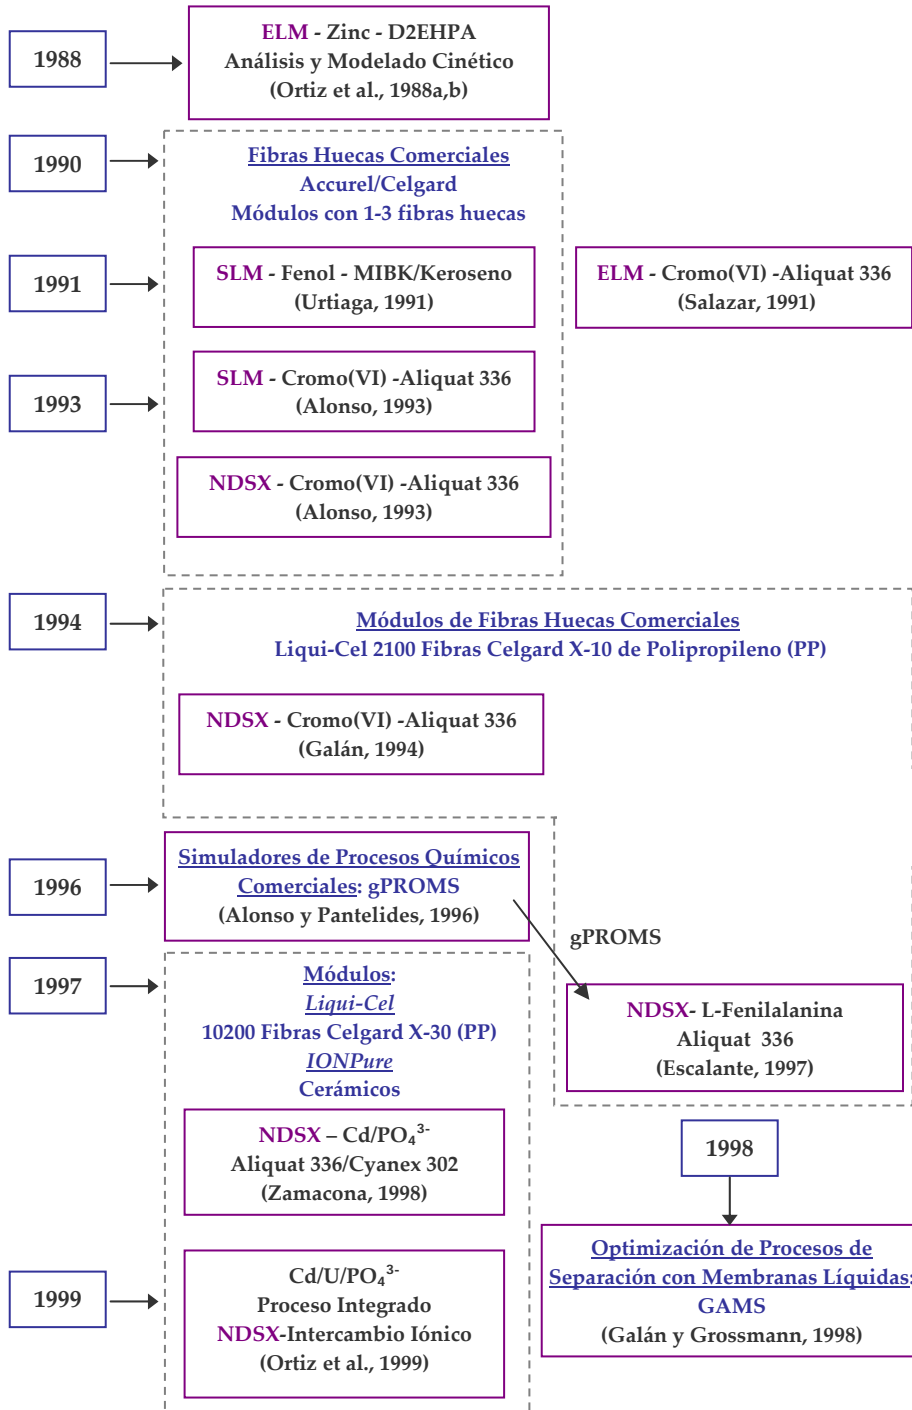 1988
ELM - Zinc - D2EHPA
Análisis y Modelado Cinético
(Ortiz et al., 1988a,b)
1990
Fibras Huecas Comerciales
Accurel/Celgard
Módulos con 1-3 fibras huecas
1991
SLM - Fenol - MIBK/Keroseno
(Urtiaga, 1991)
ELM - Cromo(VI) -Aliquat 336
(Salazar, 1991)
1993
SLM - Cromo(VI) -Aliquat 336
(Alonso, 1993)
NDSX - Cromo(VI) -Aliquat 336
(Alonso, 1993)
1994
Módulos de Fibras Huecas Comerciales
Liqui-Cel 2100 Fibras Celgard X-10 de Polipropileno (PP)
NDSX - Cromo(VI) -Aliquat 336
(Galán, 1994)
1996
Simuladores de Procesos Químicos
Comerciales: gPROMS
(Alonso y Pantelides, 1996)
gPROMS
1997
Módulos:
Liqui-Cel
10200 Fibras Celgard X-30 (PP)
IONPure
Cerámicos
NDSX- L-Fenilalanina
Aliquat 336
(Escalante, 1997)
NDSX – Cd/PO₄³⁻
Aliquat 336/Cyanex 302
(Zamacona, 1998)
1998
Optimización de Procesos de
Separación con Membranas Líquidas:
GAMS
(Galán y Grossmann, 1998)
1999
Cd/U/PO₄³⁻
Proceso Integrado
NDSX-Intercambio Iónico
(Ortiz et al., 1999)